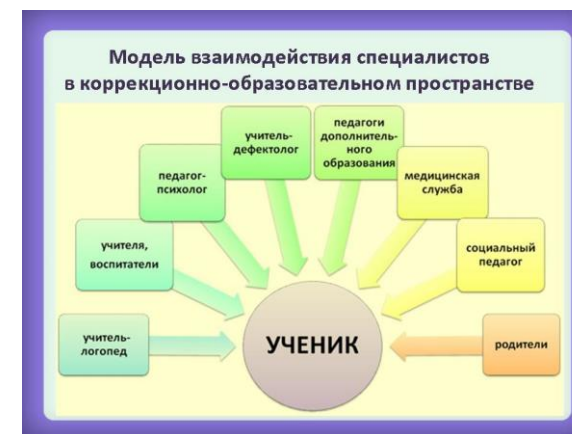 Модель взаимодействия специалистов
в коррекционно-образовательном пространстве
учитель-
логопед
учителя,
воспитатели
педагог-
психолог
учитель-
дефектолог
педагоги
дополнитель-
ного
образования
медицинская
служба
социальный
педагог
родители
УЧЕНИК